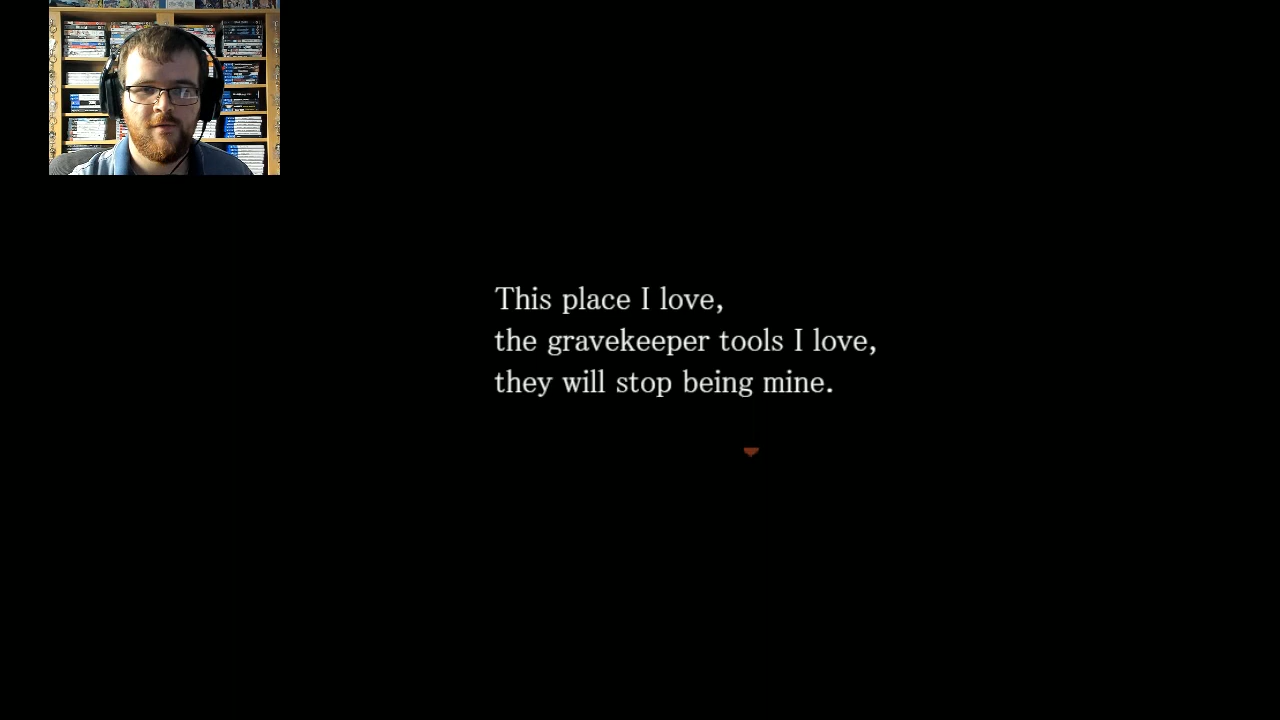 This place I love,
the gravekeeper tools I love,
they will stop being mine.